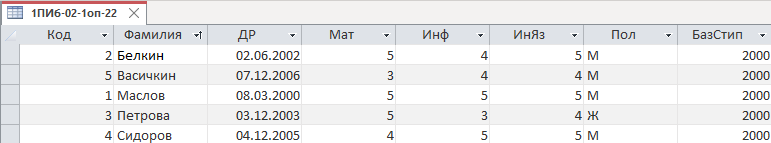 1ПИб-02-1оп-22
Код Фамилия ДР Мат Инф ИнЯз Пол БазСтип
2 Белкин 02.06.2002 5 4 5 М 2000
5 Васичкин 07.12.2006 3 4 4 М 2000
1 Маслов 08.03.2000 5 5 5 М 2000
3 Петрова 03.12.2003 5 3 4 Ж 2000
4 Сидоров 04.12.2005 4 5 5 М 2000